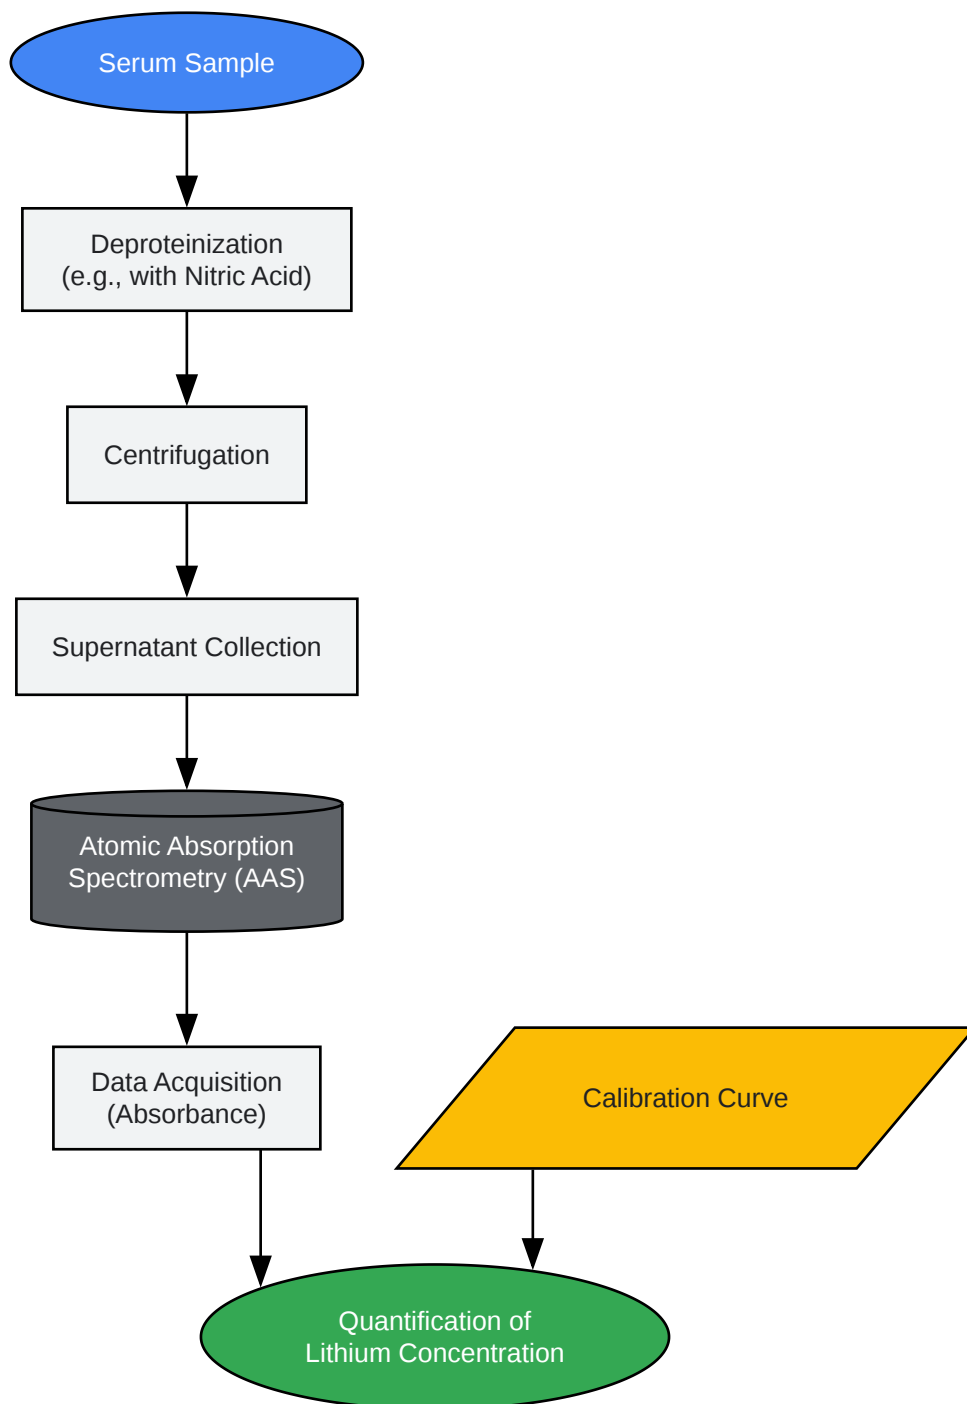 Serum Sample
Deproteinization
(e.g., with Nitric Acid)
Centrifugation
Supernatant Collection
Atomic Absorption
Spectrometry (AAS)
Data Acquisition
(Absorbance)
Calibration Curve
Quantification of
Lithium Concentration